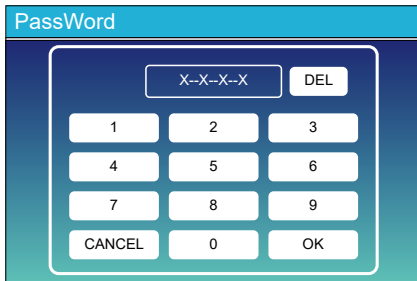 PassWord
X--X--X--X DEL
1 2 3
4 5 6
7 8 9
CANCEL 0 OK